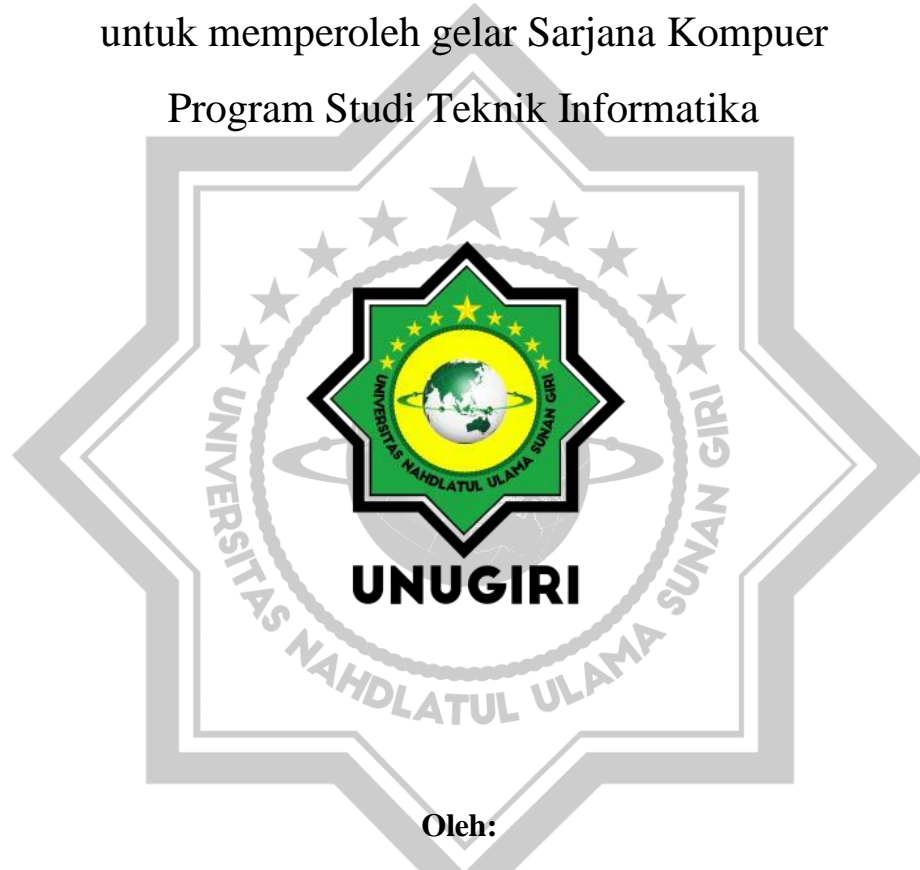 untuk memperoleh gelar Sarjana Kompuer
Program Studi Teknik Informatika
UNIVERSITAS NAHDLATUL ULAMA SUNAN GIRI
UNIVERSITAS NAHDLATUL ULAMA SUNAN GIRI
UNUGIRI
Oleh: